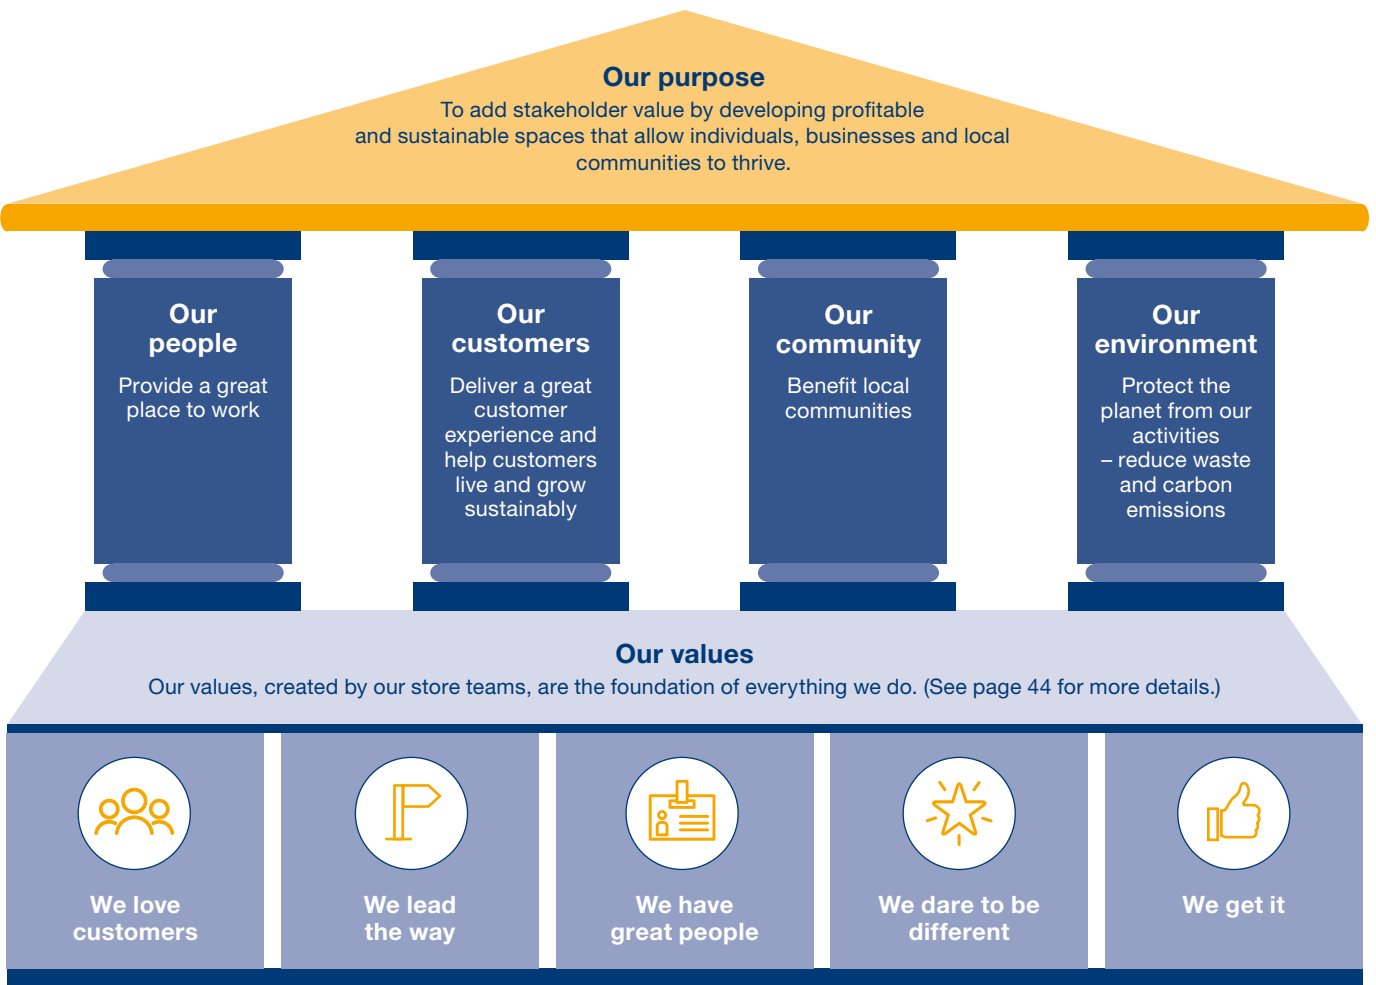 Our purpose
To add stakeholder value by developing profitable
and sustainable spaces that allow individuals, businesses and local
communities to thrive.
Our
people
Provide a great
place to work
Our
customers
Deliver a great
customer
experience and
help customers
live and grow
sustainably
Our
community
Benefit local
communities
Our
environment
Protect the
planet from our
activities
– reduce waste
and carbon
emissions
Our values
Our values, created by our store teams, are the foundation of everything we do. (See page 44 for more details.)
We love
customers
We lead
the way
We have
great people
We dare to be
different
We get it